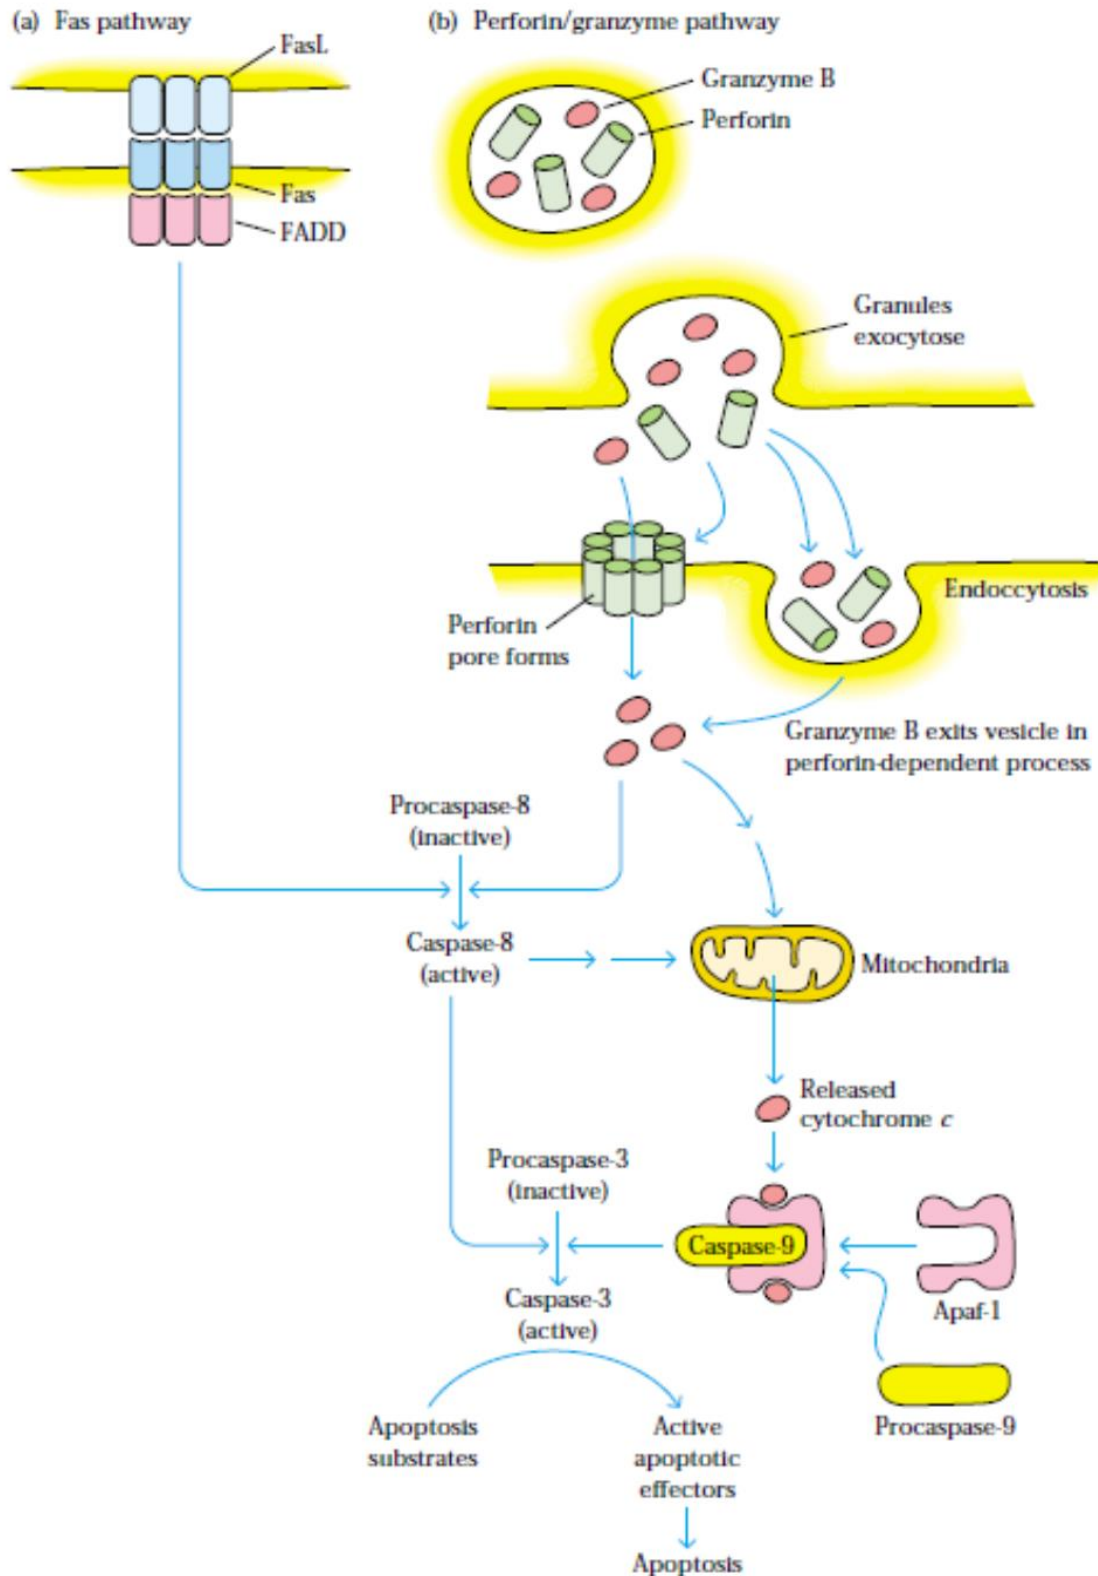 (a) Fas pathway
FasL
Fas
FADD
(b) Perforin/granzyme pathway
Granzyme B
Perforin
Granules
exocytose
Endoccytosis
Perforin
pore forms
Granzyme B exits vesicle in
perforin-dependent process
Procaspase-8
(inactive)
Caspase-8
(active)
Mitochondria
Released
cytochrome c
Procaspase-3
(inactive)
Caspase-9
Apaf-1
Caspase-3
(active)
Procaspase-9
Apoptosis
substrates
Active
apoptotic
effectors
Apoptosis